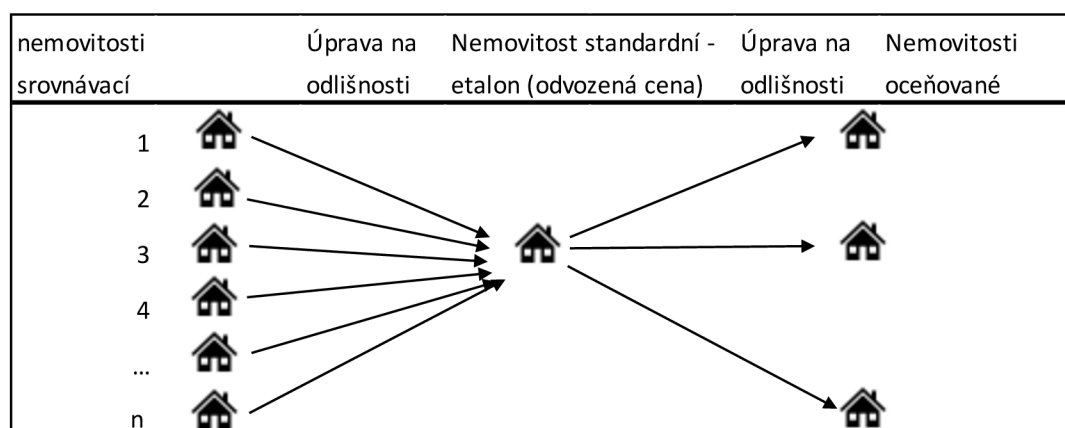 nemovitosti Úprava na Nemovitost standardní - Úprava na Nemovitosti
srovnávací odlišnosti etalon (odvozená cena) odlišnosti oceňované
1
2
3
4
...
n